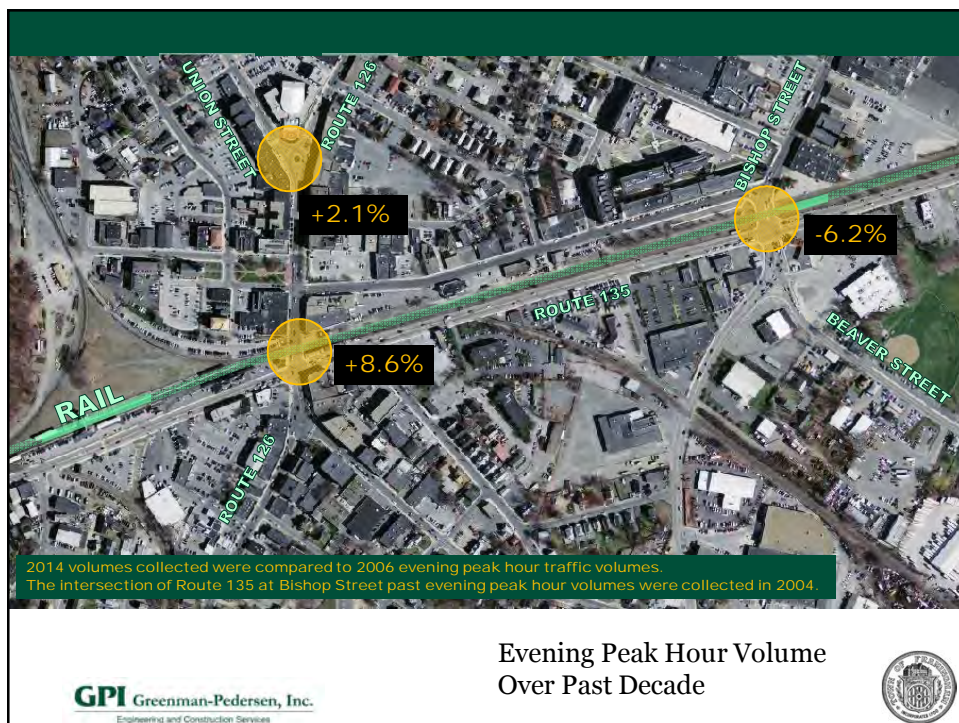 UNION STREET
ROUTE 126
BISHOP STREET
+2.1%
-6.2%
ROUTE 135
BEAVER STREET
+8.6%
RAIL
ROUTE 126
2014 volumes collected were compared to 2006 evening peak hour traffic volumes.
The intersection of Route 135 at Bishop Street past evening peak hour volumes were collected in 2004.
Evening Peak Hour Volume
Over Past Decade
GPI Greenman-Pedersen, Inc.
Engineering and Construction Services
TOWN OF FRAMINGHAM